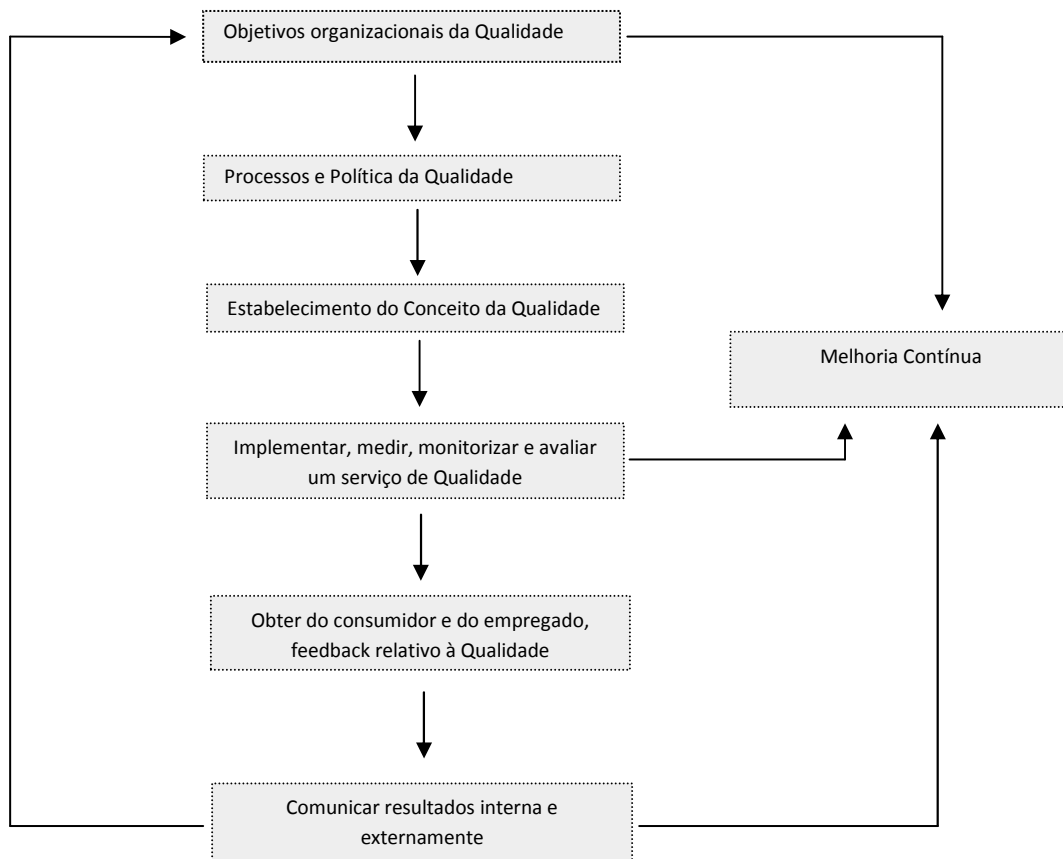 Objetivos organizacionais da Qualidade
Processos e Política da Qualidade
Estabelecimento do Conceito da Qualidade
Melhoria Contínua
Implementar, medir, monitorizar e avaliar
um serviço de Qualidade
Obter do consumidor e do empregado,
feedback relativo à Qualidade
Comunicar resultados interna e
externamente